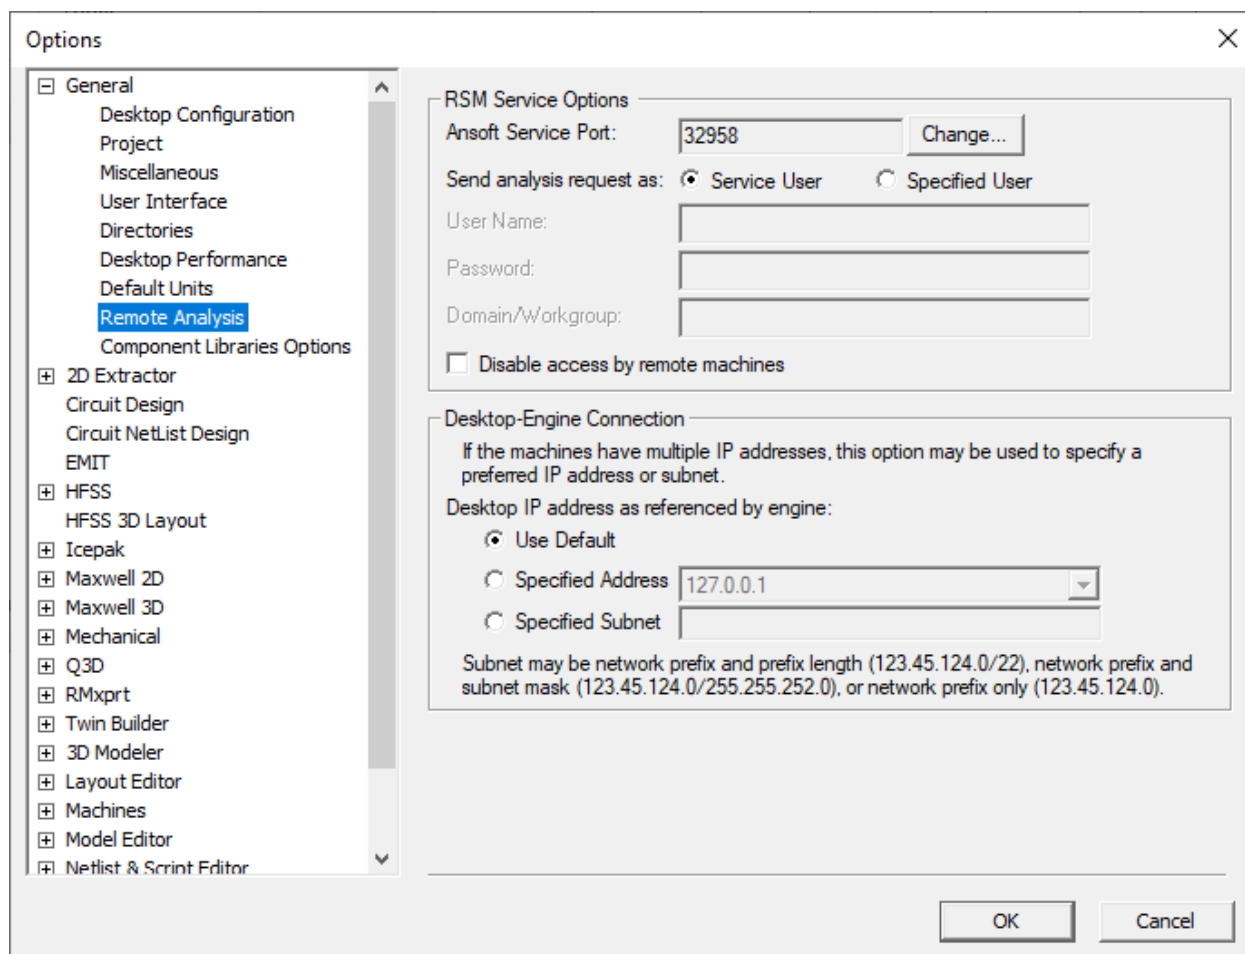 Options
General
Desktop Configuration
Project
Miscellaneous
User Interface
Directories
Desktop Performance
Default Units
Remote Analysis
Component Libraries Options
2D Extractor
Circuit Design
Circuit NetList Design
EMIT
HFSS
HFSS 3D Layout
Icepak
Maxwell 2D
Maxwell 3D
Mechanical
Q3D
RMxprt
Twin Builder
3D Modeler
Layout Editor
Machines
Model Editor
Netlist & Script Editor
RSM Service Options
Ansoft Service Port: 32958 Change...
Send analysis request as: Service User Specified User
User Name:
Password:
Domain/Workgroup:
Disable access by remote machines
Desktop-Engine Connection
If the machines have multiple IP addresses, this option may be used to specify a
preferred IP address or subnet.
Desktop IP address as referenced by engine:
Use Default
Specified Address 127.0.0.1
Specified Subnet
Subnet may be network prefix and prefix length (123.45.124.0/22), network prefix and
subnet mask (123.45.124.0/255.255.252.0), or network prefix only (123.45.124.0).
OK Cancel